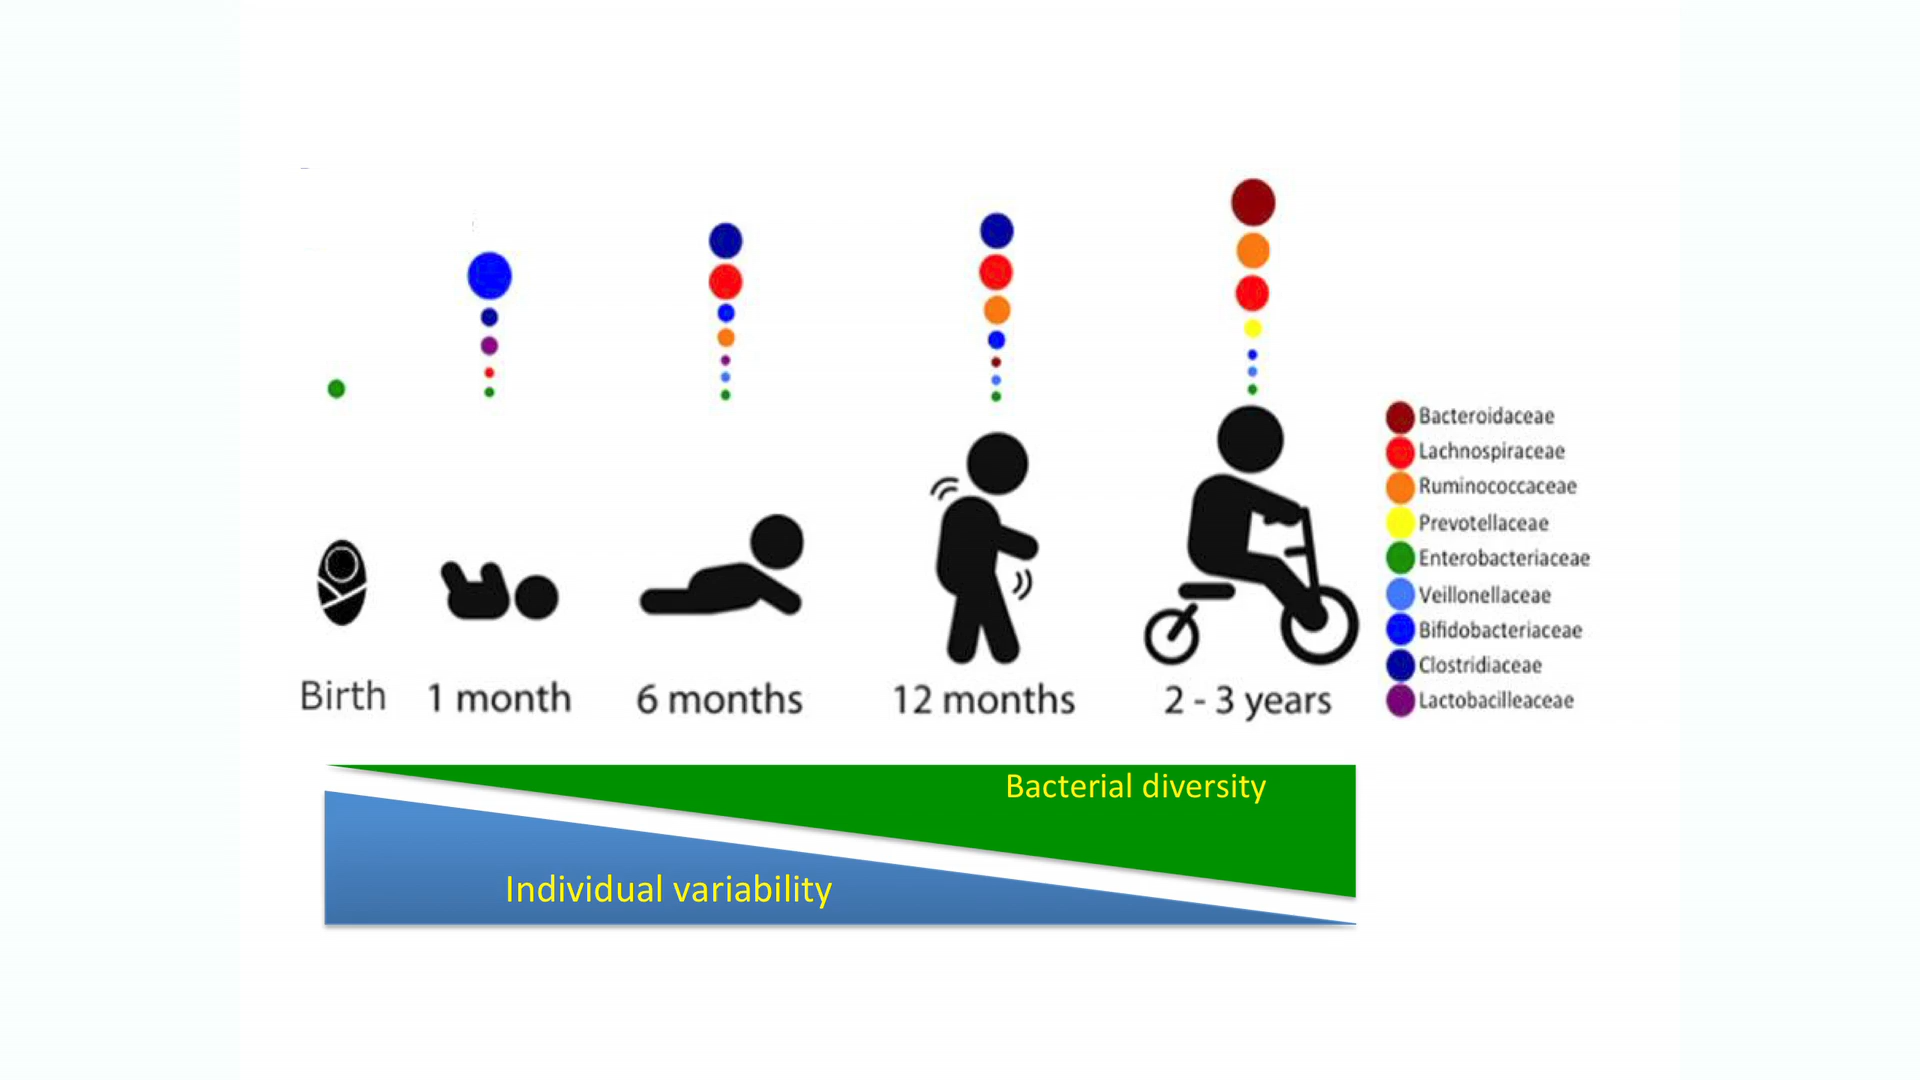 Bacteroidaceae
Lachnospiraceae
Ruminococcaceae
Prevotellaceae
Enterobacteriaceae
Veillonellaceae
Bifidobacteriaceae
Clostridiaceae
Lactobacilleaceae
Birth
1 month
6 months
12 months
2 - 3 years
Bacterial diversity
Individual variability